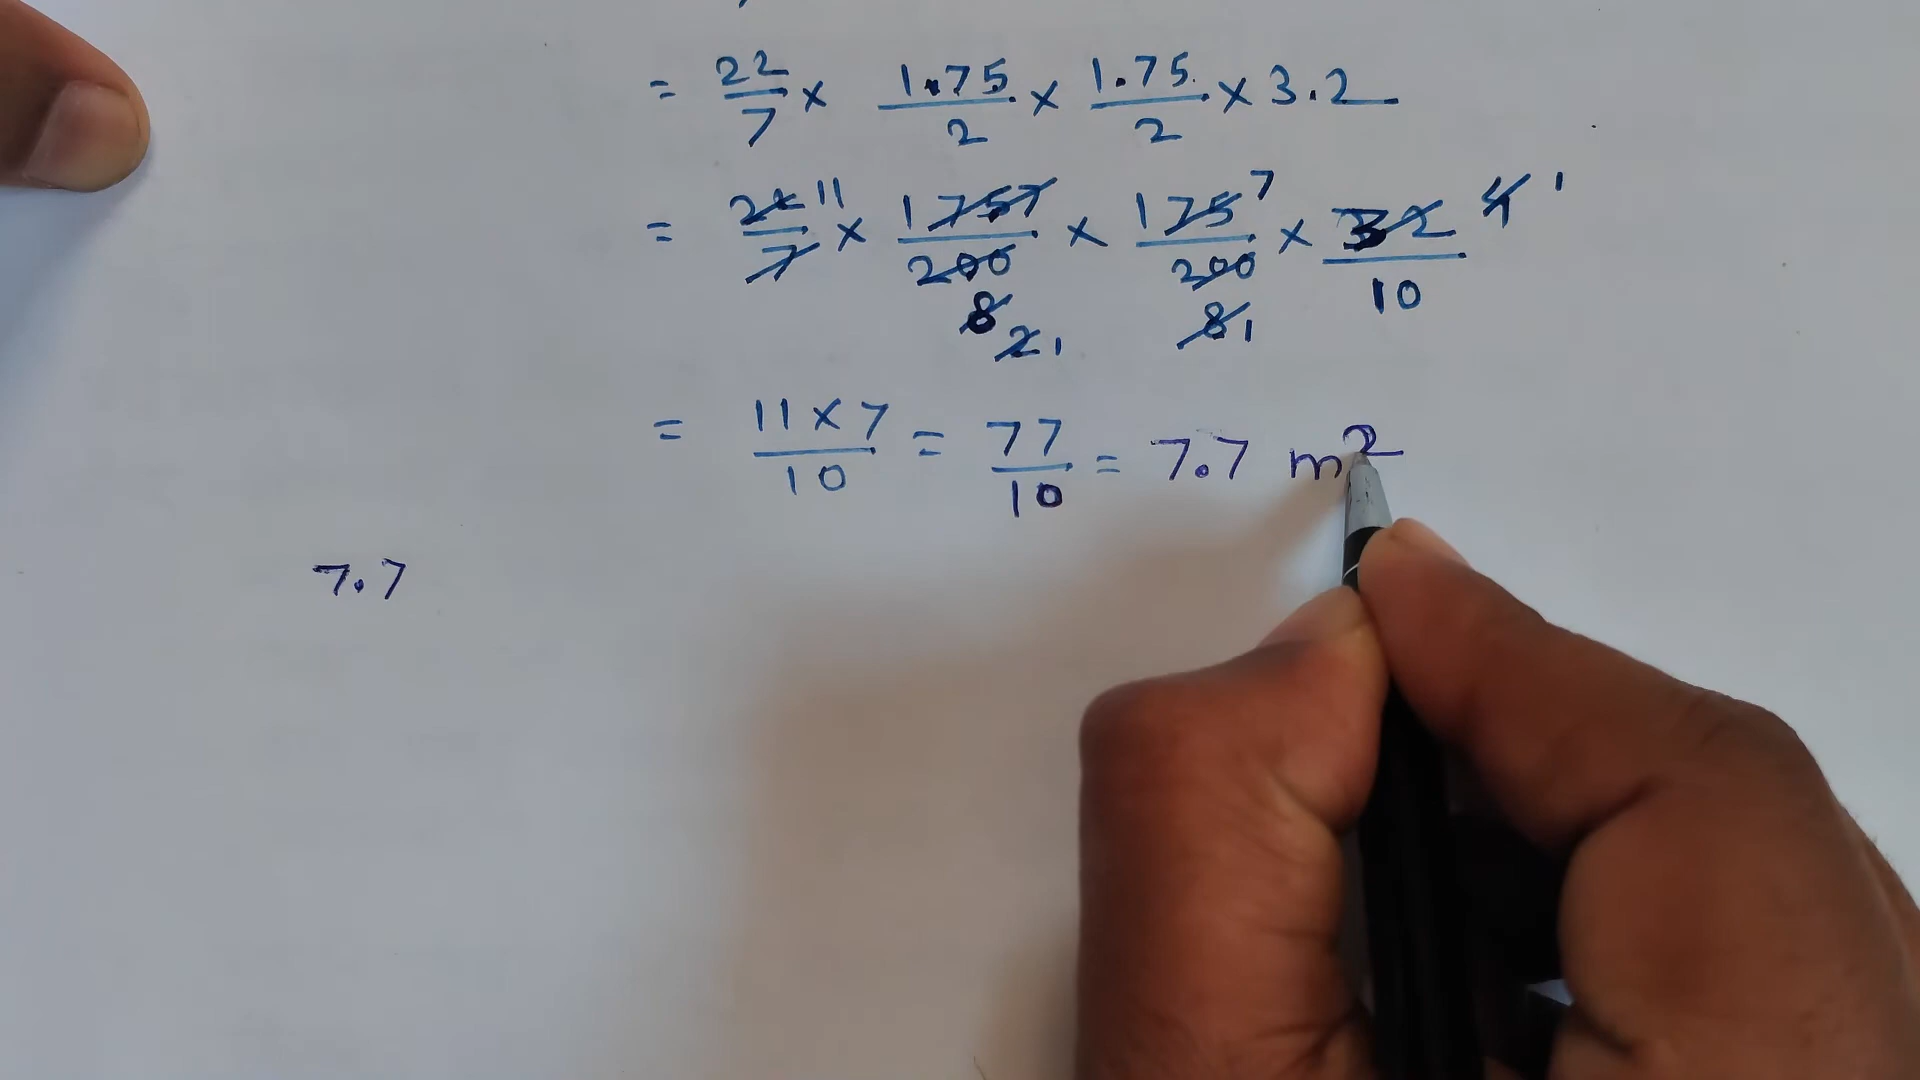 = 22/7 × 1.75/2 × 1.75/2 × 3.2
= 22/7 11 × 175/200 7 8 2 1 × 175/200 7 8 1 × 32/10 4 1
= 11 × 7/10 = 77/10 = 7.7 m²
7.7